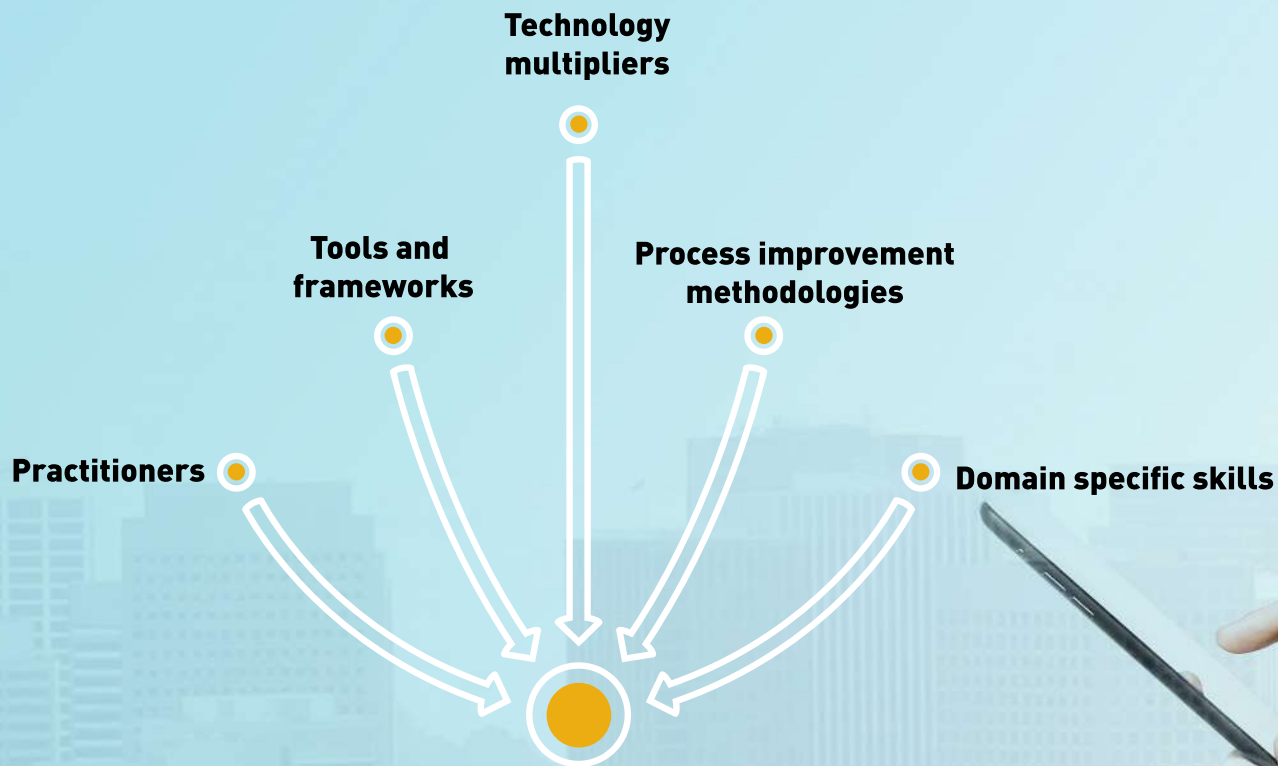 Technology
multipliers
Tools and
frameworks
Process improvement
methodologies
Practitioners
Domain specific skills